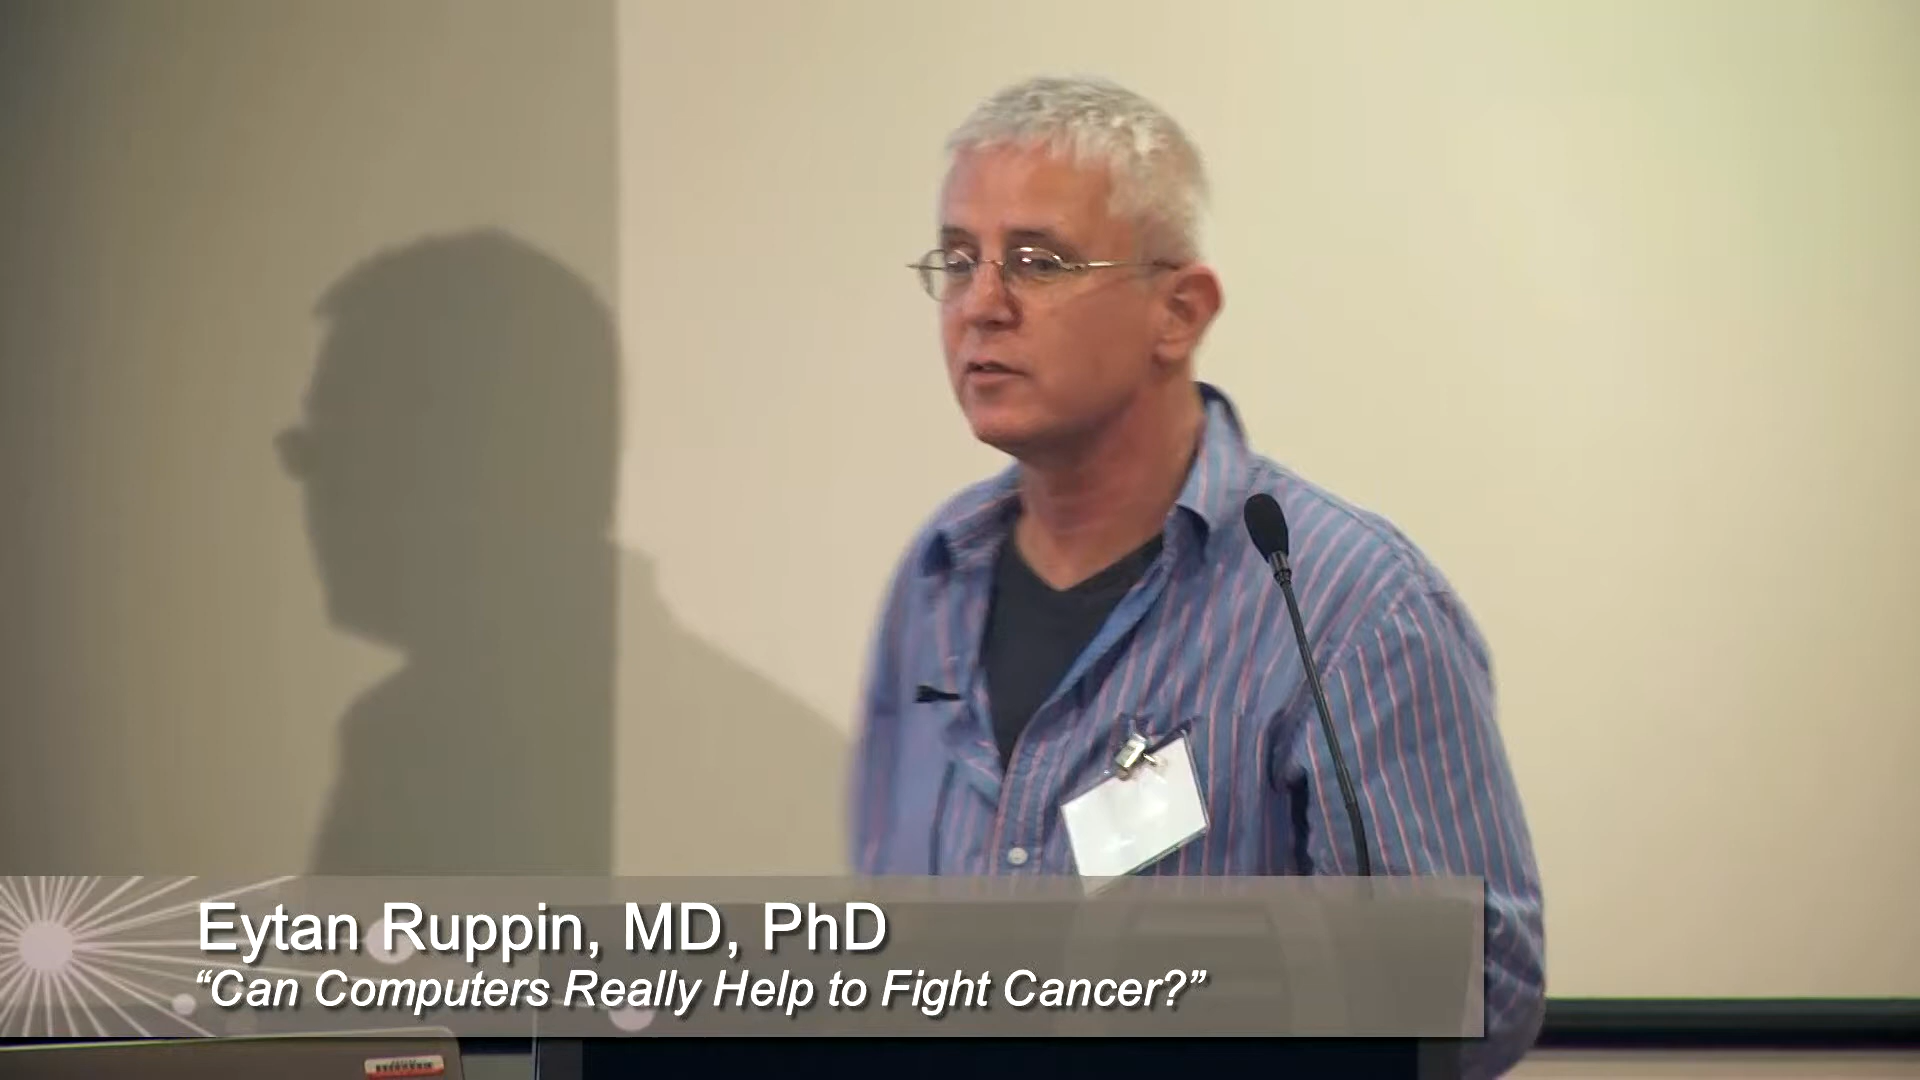 Eytan Ruppin, MD, PhD
“Can Computers Really Help to Fight Cancer?”